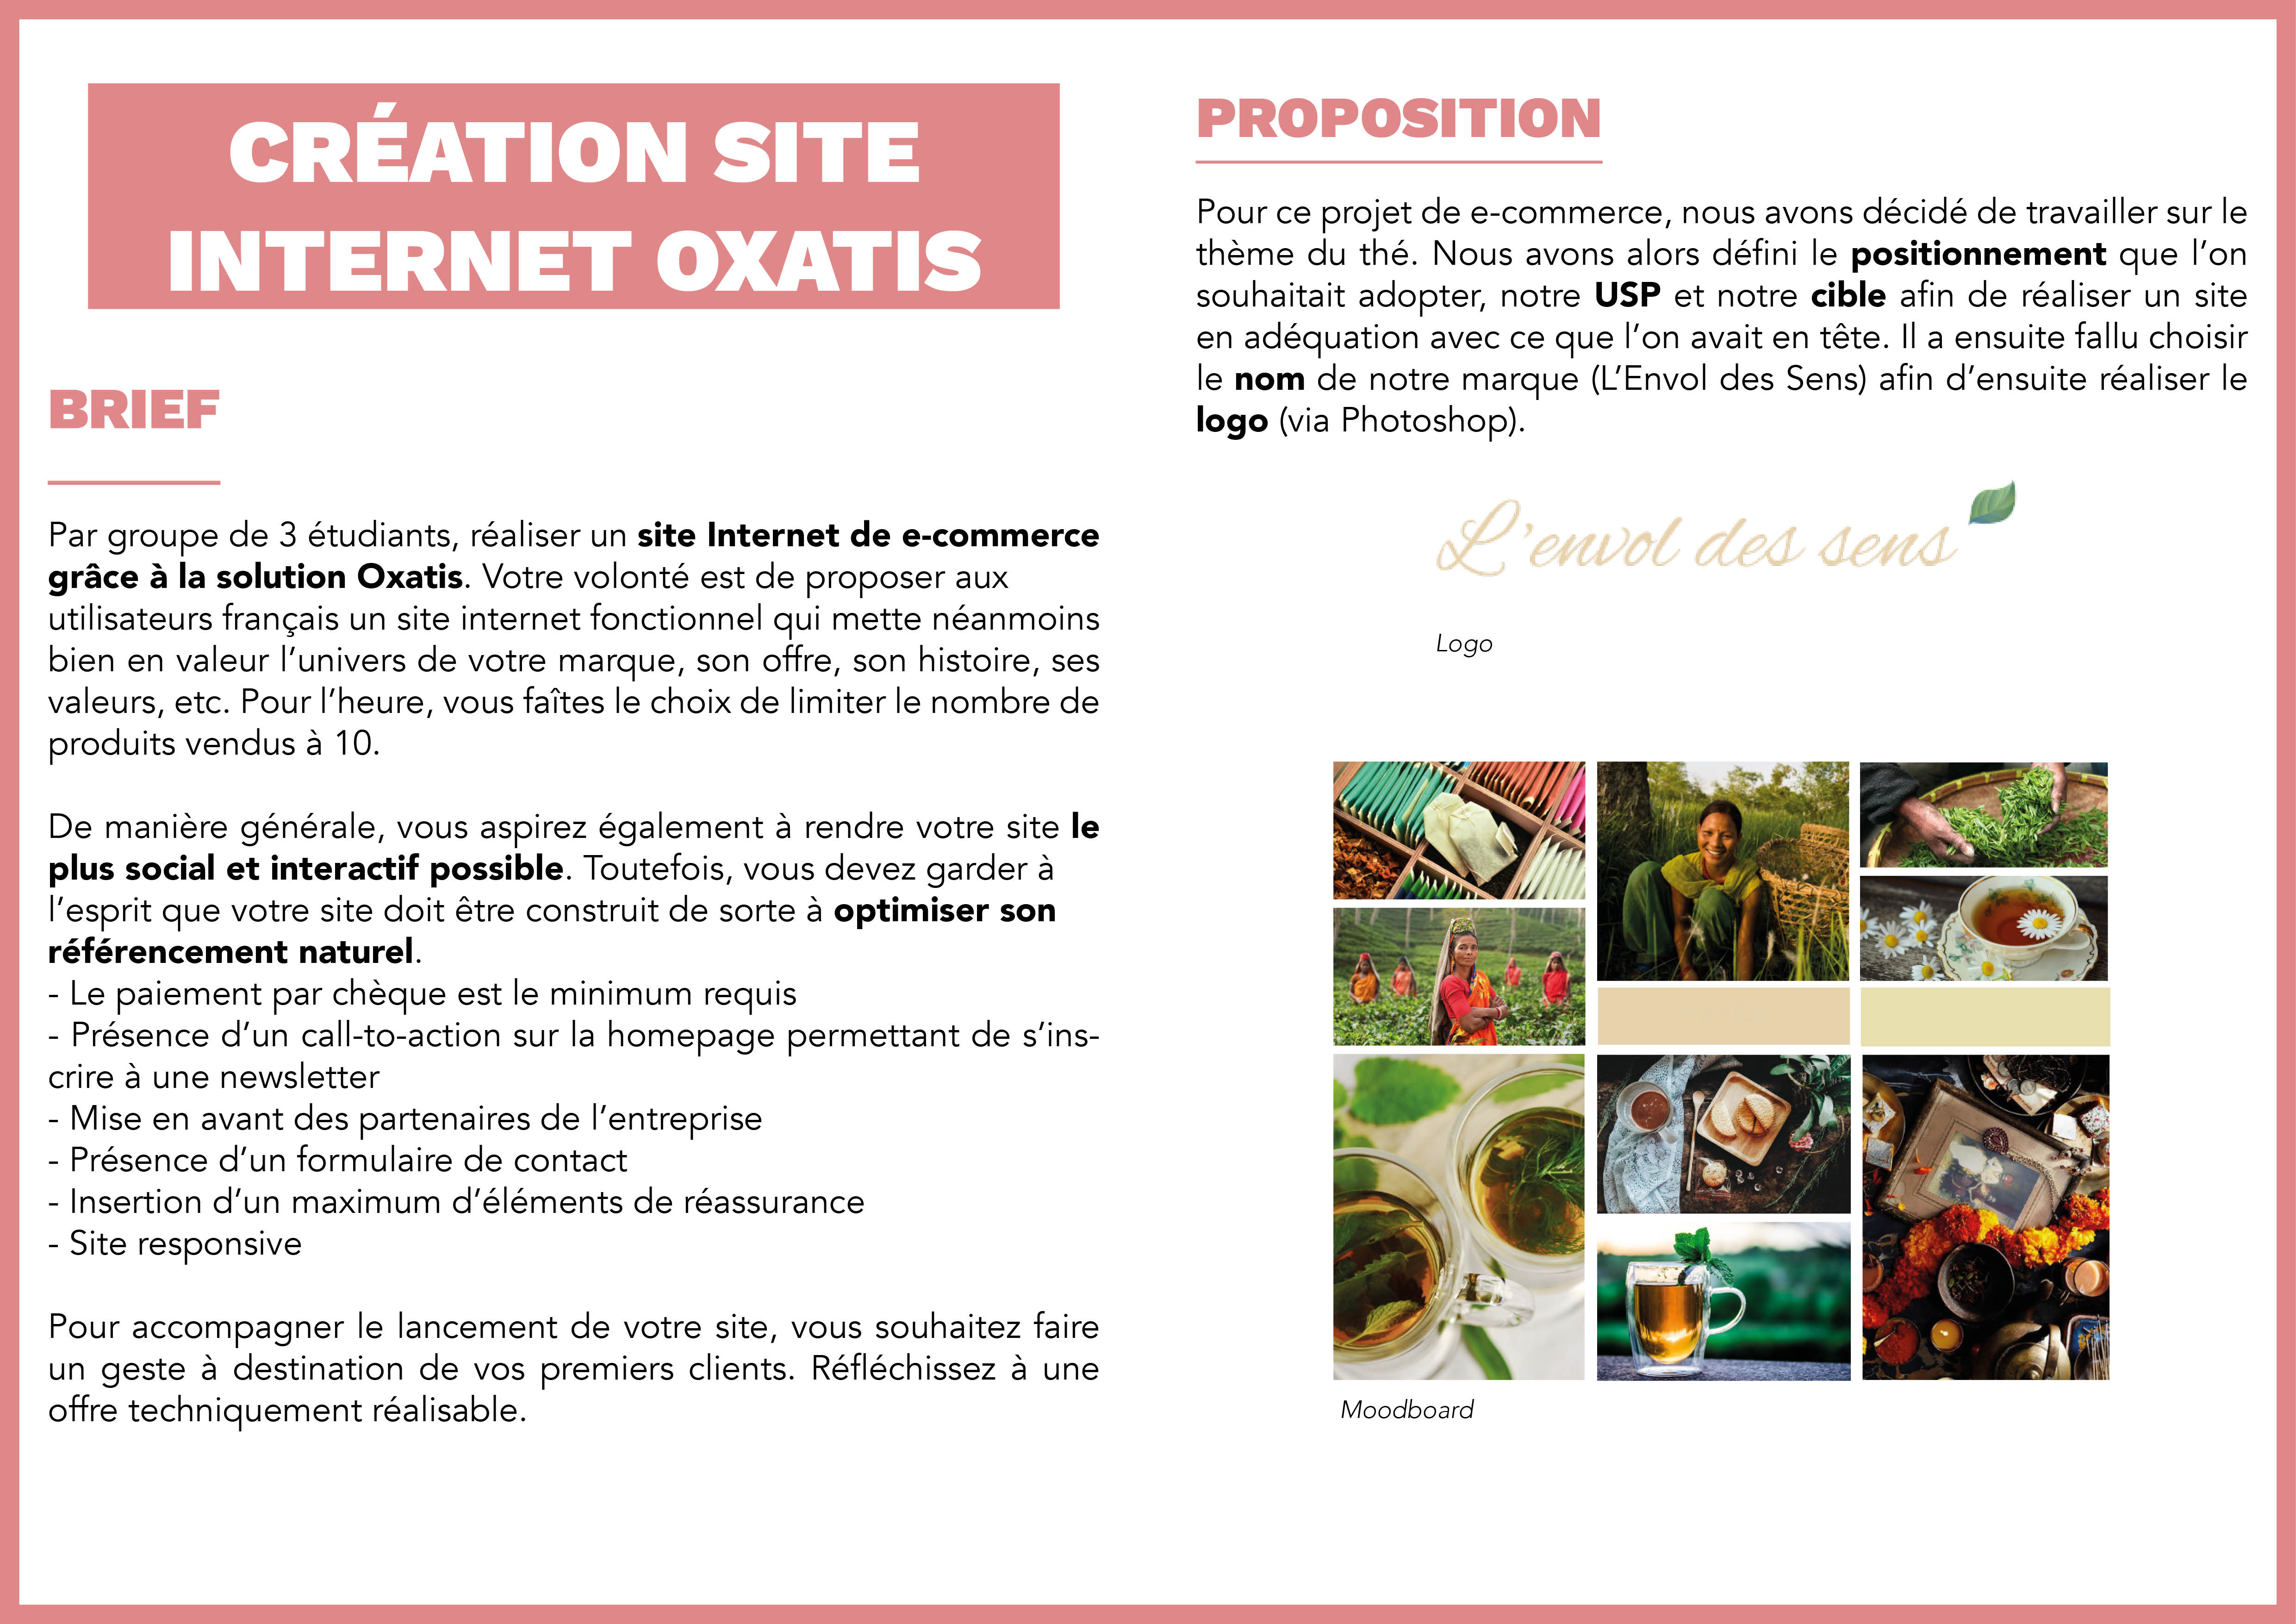 CRÉATION SITE
INTERNET OXATIS
BRIEF
Par groupe de 3 étudiants, réaliser un site Internet de e-commerce
grâce à la solution Oxatis. Votre volonté est de proposer aux
utilisateurs français un site internet fonctionnel qui mette néanmoins
bien en valeur l’univers de votre marque, son offre, son histoire, ses
valeurs, etc. Pour l’heure, vous faîtes le choix de limiter le nombre de
produits vendus à 10.
De manière générale, vous aspirez également à rendre votre site le
plus social et interactif possible. Toutefois, vous devez garder à
l’esprit que votre site doit être construit de sorte à optimiser son
référencement naturel.
- Le paiement par chèque est le minimum requis
- Présence d’un call-to-action sur la homepage permettant de s’ins-
crire à une newsletter
- Mise en avant des partenaires de l’entreprise
- Présence d’un formulaire de contact
- Insertion d’un maximum d’éléments de réassurance
- Site responsive
Pour accompagner le lancement de votre site, vous souhaitez faire
un geste à destination de vos premiers clients. Réfléchissez à une
offre techniquement réalisable.
PROPOSITION
Pour ce projet de e-commerce, nous avons décidé de travailler sur le
thème du thé. Nous avons alors défini le positionnement que l’on
souhaitait adopter, notre USP et notre cible afin de réaliser un site
en adéquation avec ce que l’on avait en tête. Il a ensuite fallu choisir
le nom de notre marque (L’Envol des Sens) afin d’ensuite réaliser le
logo (via Photoshop).
L’envol des sens
Logo
Moodboard